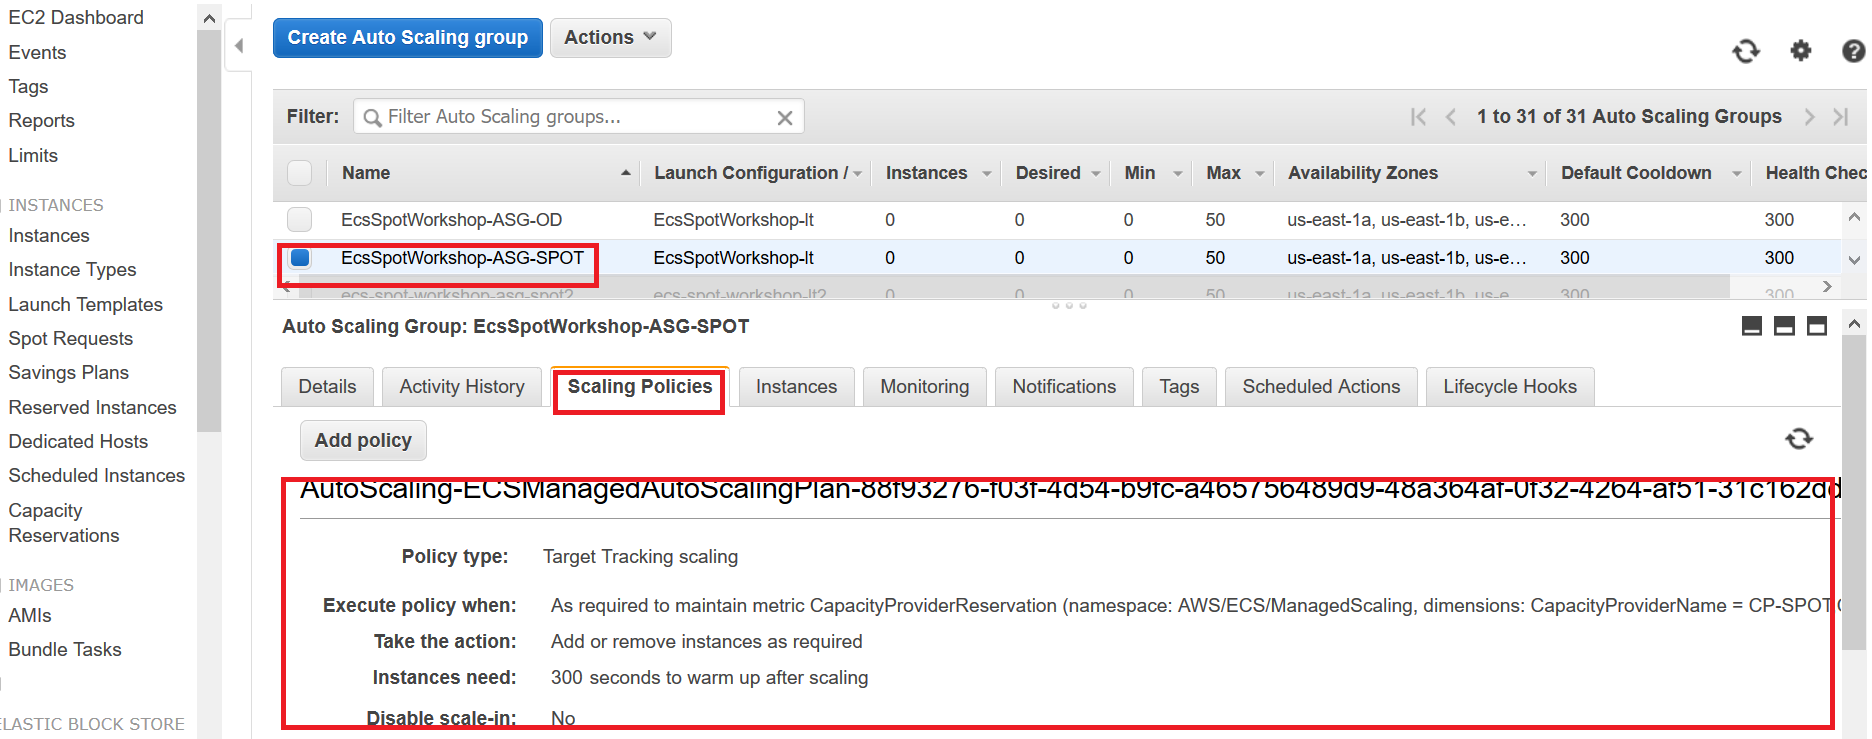 EC2 Dashboard
Events
Tags
Reports
Limits
INSTANCES
Instances
Instance Types
Launch Templates
Spot Requests
Savings Plans
Reserved Instances
Dedicated Hosts
Scheduled Instances
Capacity
Reservations
IMAGES
AMIs
Bundle Tasks
ELASTIC BLOCK STORE
Create Auto Scaling group Actions
Filter: Filter Auto Scaling groups... 1 to 31 of 31 Auto Scaling Groups
Name Launch Configuration / Instances Desired Min Max Availability Zones Default Cooldown Health Chec
EcsSpotWorkshop-ASG-OD EcsSpotWorkshop-lt 0 0 0 50 us-east-1a, us-east-1b, us-e... 300 300
EcsSpotWorkshop-ASG-SPOT EcsSpotWorkshop-lt 0 0 0 50 us-east-1a, us-east-1b, us-e... 300 300
ecs-spot-workshop-asg-spot2 ecs-spot-workshop-lt2 0 0 0 50 us-east-1a, us-east-1b, us-e 300 300
Auto Scaling Group: EcsSpotWorkshop-ASG-SPOT
Details Activity History Scaling Policies Instances Monitoring Notifications Tags Scheduled Actions Lifecycle Hooks
Add policy
AutoScaling-ECSManagedAutoScalingPlan-88f93276-f03f-4d54-b9fc-a465756489d9-48a364af-0f32-4264-af51-31c162dd
Policy type: Target Tracking scaling
Execute policy when: As required to maintain metric CapacityProviderReservation (namespace: AWS/ECS/ManagedScaling, dimensions: CapacityProviderName = CP-SPOT
Take the action: Add or remove instances as required
Instances need: 300 seconds to warm up after scaling
Disable scale-in: No